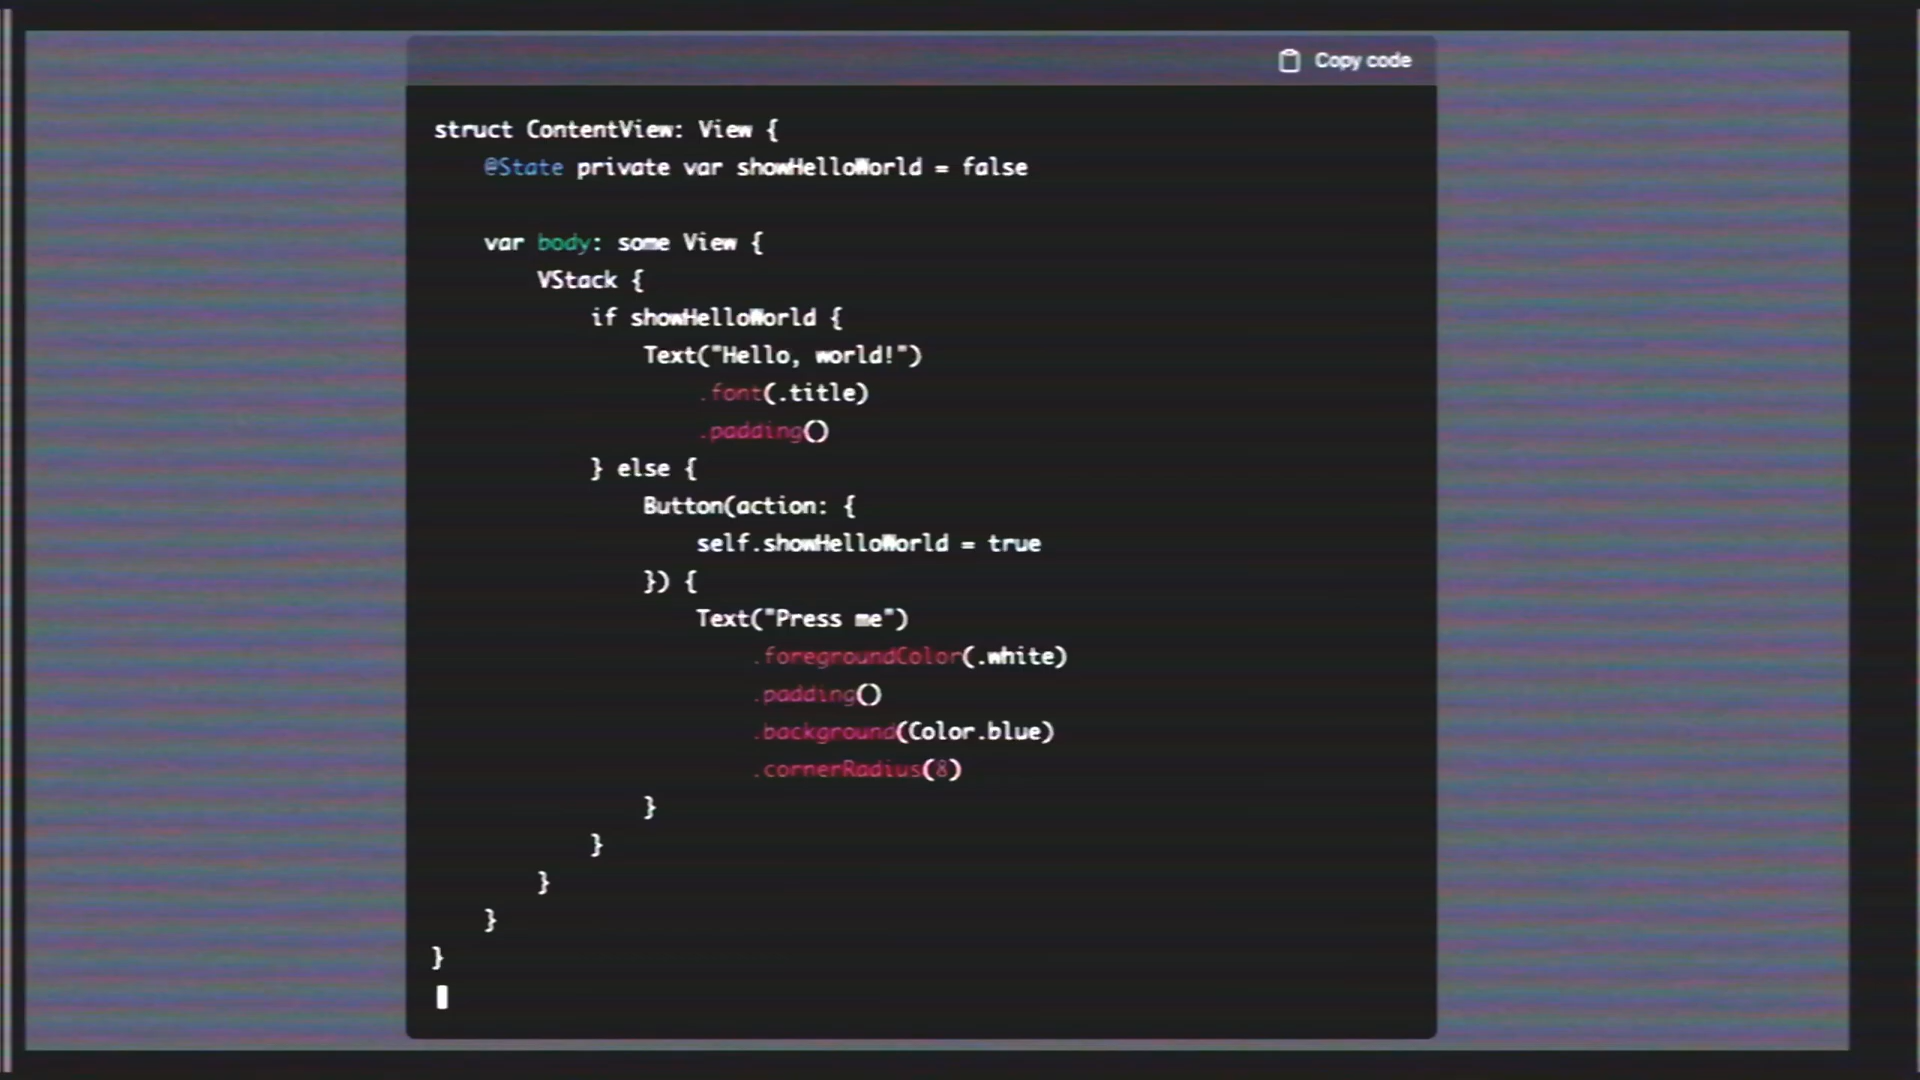 Copy code
struct ContentView: View {
    @State private var showHelloWorld = false
    var body: some View {
        VStack {
            if showHelloWorld {
                Text("Hello, world!")
                    .font(.title)
                    .padding()
            } else {
                Button(action: {
                    self.showHelloWorld = true
                }) {
                    Text("Press me")
                        .foregroundColor(.white)
                        .padding()
                        .background(Color.blue)
                        .cornerRadius(8)
                }
            }
        }
    }
}